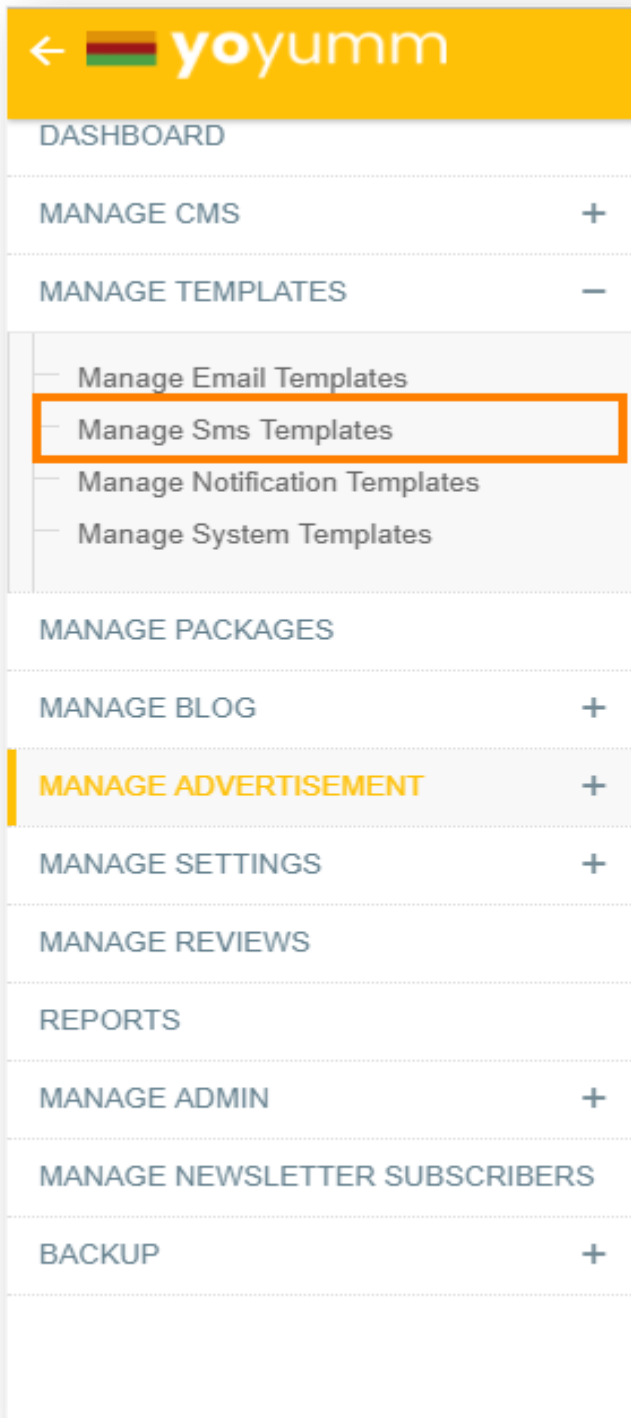 yoyumm
DASHBOARD
MANAGE CMS
MANAGE TEMPLATES
Manage Email Templates
Manage Sms Templates
Manage Notification Templates
Manage System Templates
MANAGE PACKAGES
MANAGE BLOG
MANAGE ADVERTISEMENT
MANAGE SETTINGS
MANAGE REVIEWS
REPORTS
MANAGE ADMIN
MANAGE NEWSLETTER SUBSCRIBERS
BACKUP